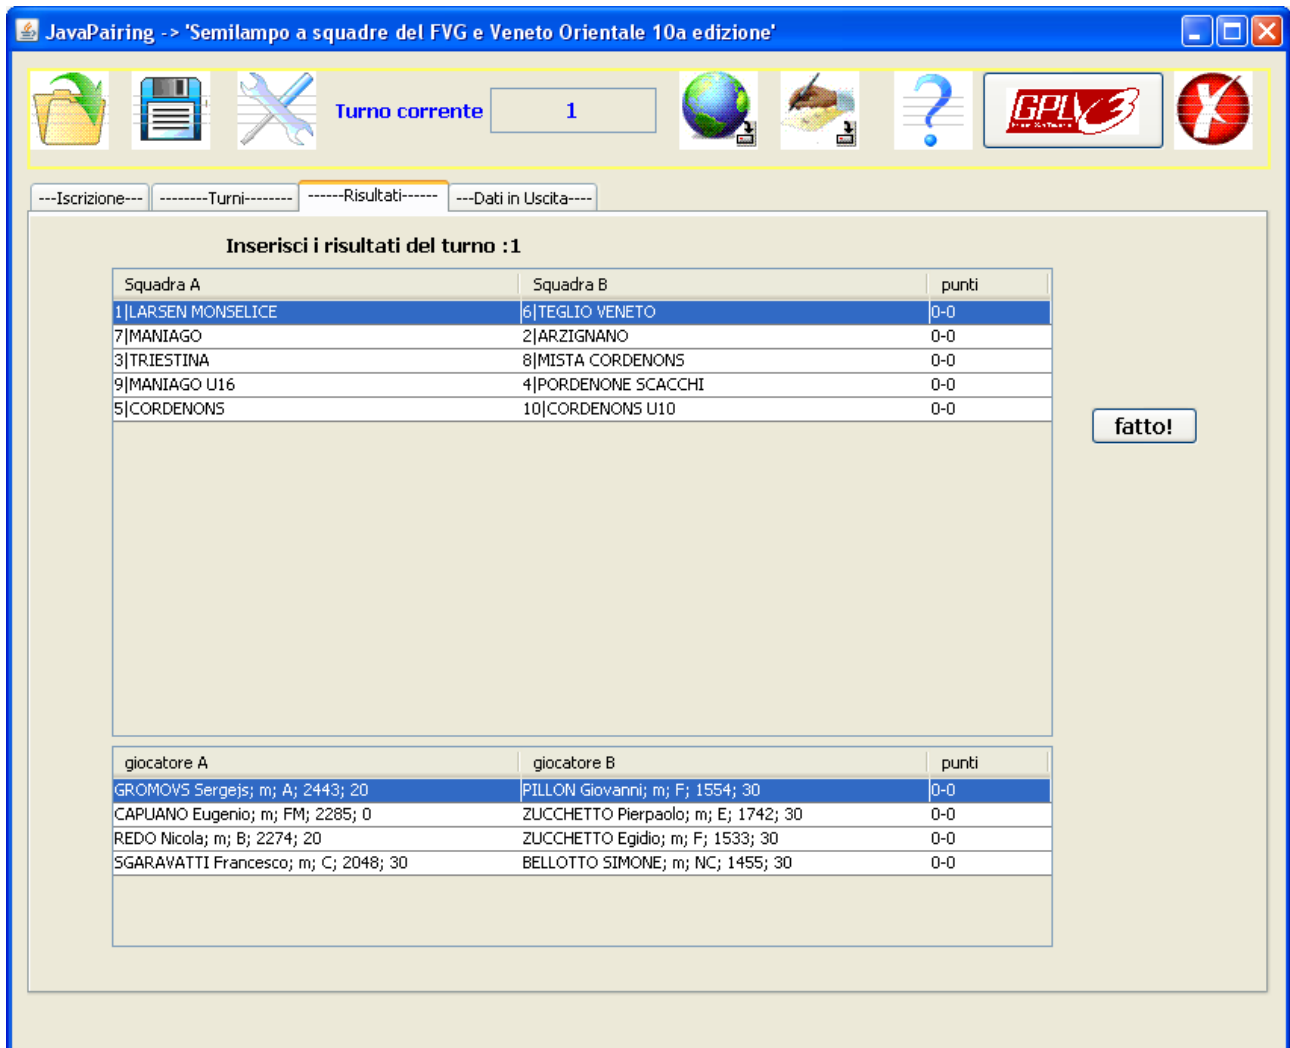 JavaPairing -> 'Semilampo a squadre del FVG e Veneto Orientale 10a edizione'
Turno corrente 1 GPL v3
---Iscrizione--- --------Turni-------- ------Risultati------ ---Dati in Uscita----
Inserisci i risultati del turno :1
Squadra A Squadra B punti
1|LARSEN MONSELICE 6|TEGLIO VENETO 0-0
7|MANIAGO 2|ARZIGNANO 0-0
3|TRIESTINA 8|MISTA CORDENONS 0-0
9|MANIAGO U16 4|PORDENONE SCACCHI 0-0
5|CORDENONS 10|CORDENONS U10 0-0
fatto!
giocatore A giocatore B punti
GROMOVS Sergejs; m; A; 2443; 20 PILLON Giovanni; m; F; 1554; 30 0-0
CAPUANO Eugenio; m; FM; 2285; 0 ZUCCHETTO Pierpaolo; m; E; 1742; 30 0-0
REDO Nicola; m; B; 2274; 20 ZUCCHETTO Egidio; m; F; 1533; 30 0-0
SGARAVATTI Francesco; m; C; 2048; 30 BELLOTTO SIMONE; m; NC; 1455; 30 0-0